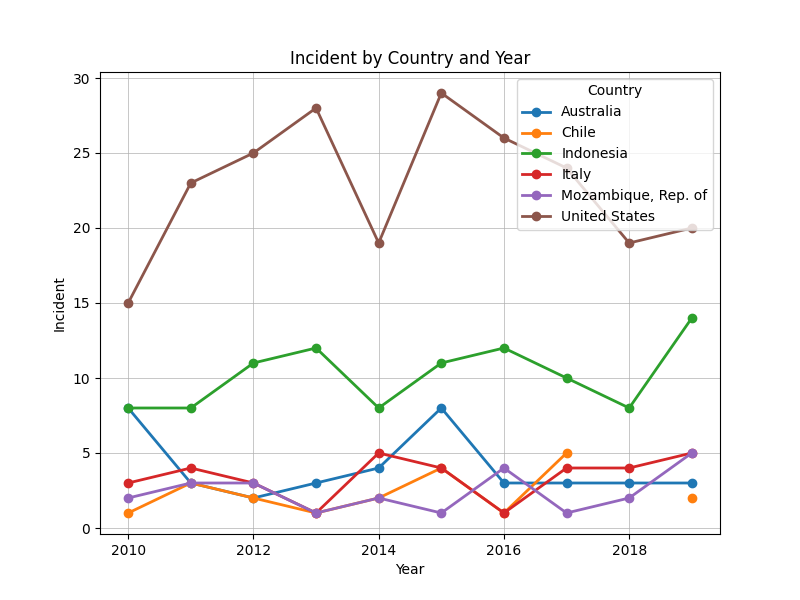 Incident by Country and Year
30
25
20
15
10
5
0
Incident
Country
Australia
Chile
Indonesia
Italy
Mozambique, Rep. of
United States
2010
2012
2014
2016
2018
Year